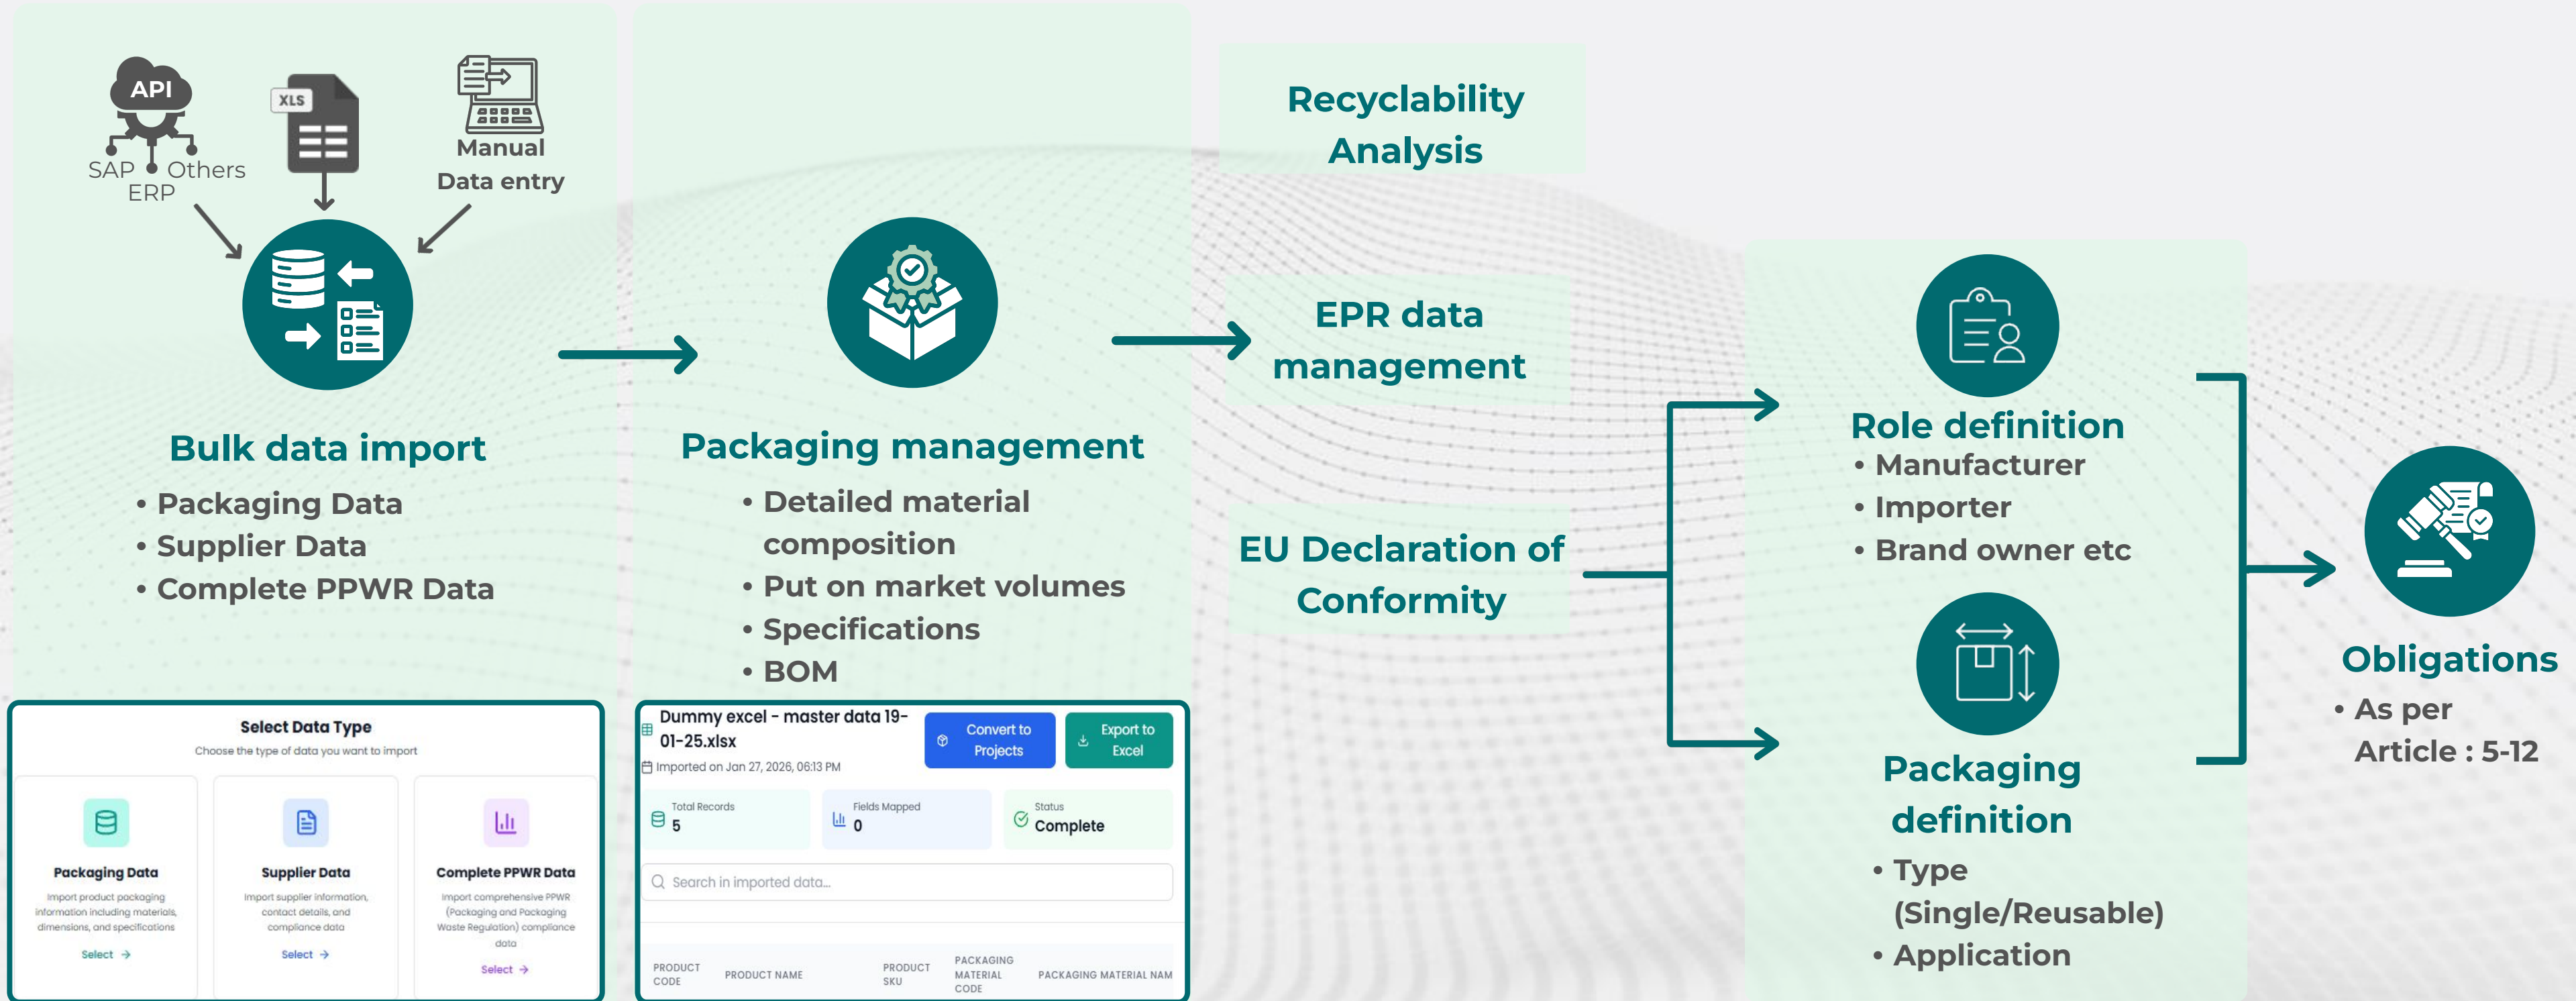 API
SAP
Others
ERP
XLS
Manual
Data entry
Bulk data import
• Packaging Data
• Supplier Data
• Complete PPWR Data
Select Data Type
Choose the type of data you want to import
Packaging Data
Import product packaging
information including materials,
dimensions, and specifications
Select →
Supplier Data
Import supplier information,
contact details, and
compliance data
Select →
Complete PPWR Data
Import comprehensive PPWR
(Packaging and Packaging
Waste Regulation) compliance
data
Select →
Packaging management
• Detailed material
composition
• Put on market volumes
• Specifications
• BOM
Dummy excel - master data 19-
01-25.xlsx
Imported on Jan 27, 2026, 06:13 PM
Convert to
Projects
Export to
Excel
Total Records
5
Fields Mapped
0
Status
Complete
Search in imported data...
PRODUCT
CODE
PRODUCT NAME
PRODUCT
SKU
PACKAGING
MATERIAL
CODE
PACKAGING MATERIAL NAM
Recyclability
Analysis
EPR data
management
EU Declaration of
Conformity
Role definition
• Manufacturer
• Importer
• Brand owner etc
Packaging
definition
• Type
(Single/Reusable)
• Application
Obligations
• As per
Article : 5-12